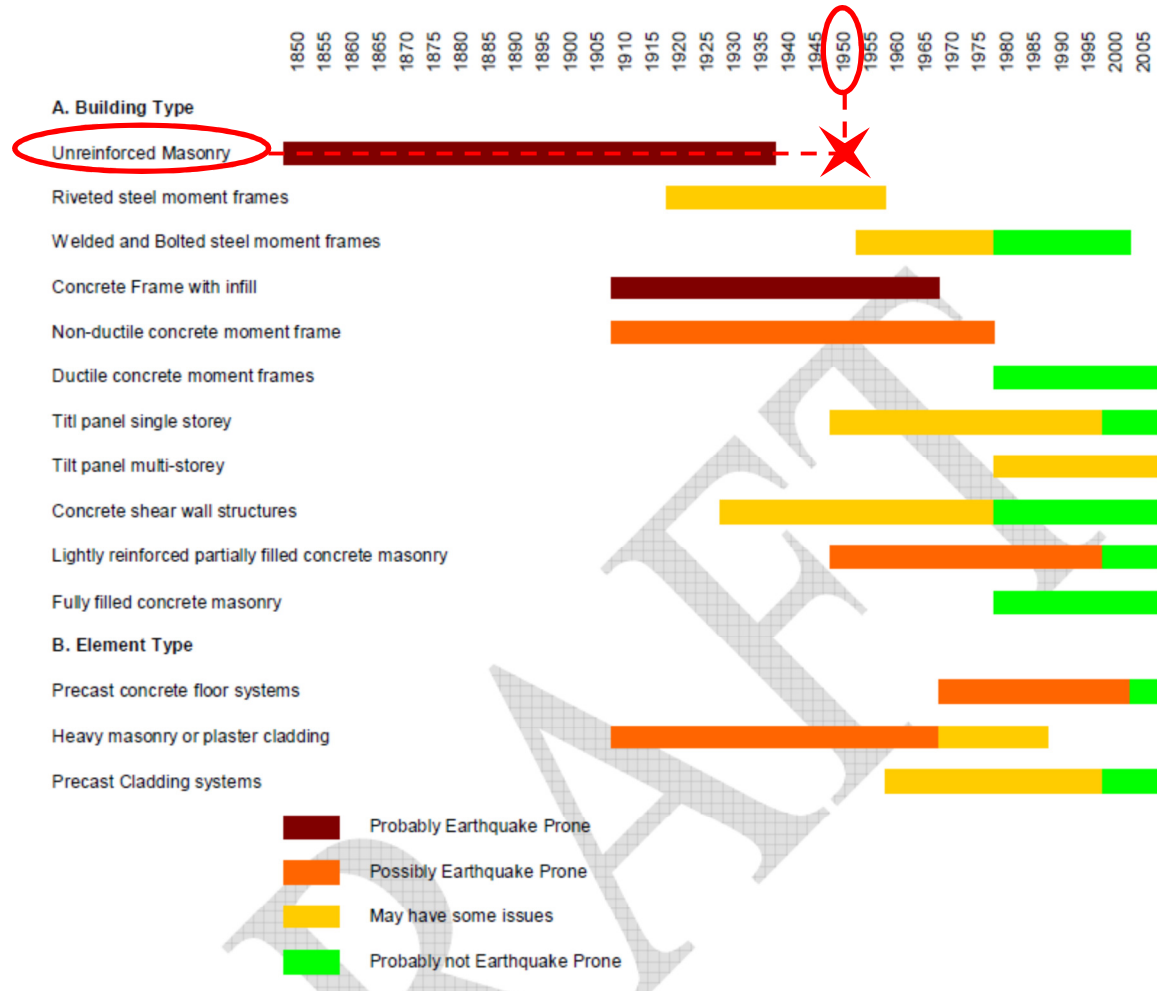 1850 1855 1860 1865 1870 1875 1880 1885 1890 1895 1900 1905 1910 1915 1920 1925 1930 1935 1940 1945 1950 1955 1960 1965 1970 1975 1980 1985 1990 1995 2000 2005
A. Building Type
Unreinforced Masonry
Riveted steel moment frames
Welded and Bolted steel moment frames
Concrete Frame with infill
Non-ductile concrete moment frame
Ductile concrete moment frames
Titl panel single storey
Tilt panel multi-storey
Concrete shear wall structures
Lightly reinforced partially filled concrete masonry
Fully filled concrete masonry
B. Element Type
Precast concrete floor systems
Heavy masonry or plaster cladding
Precast Cladding systems
Probably Earthquake Prone
Possibly Earthquake Prone
May have some issues
Probably not Earthquake Prone
RAFT